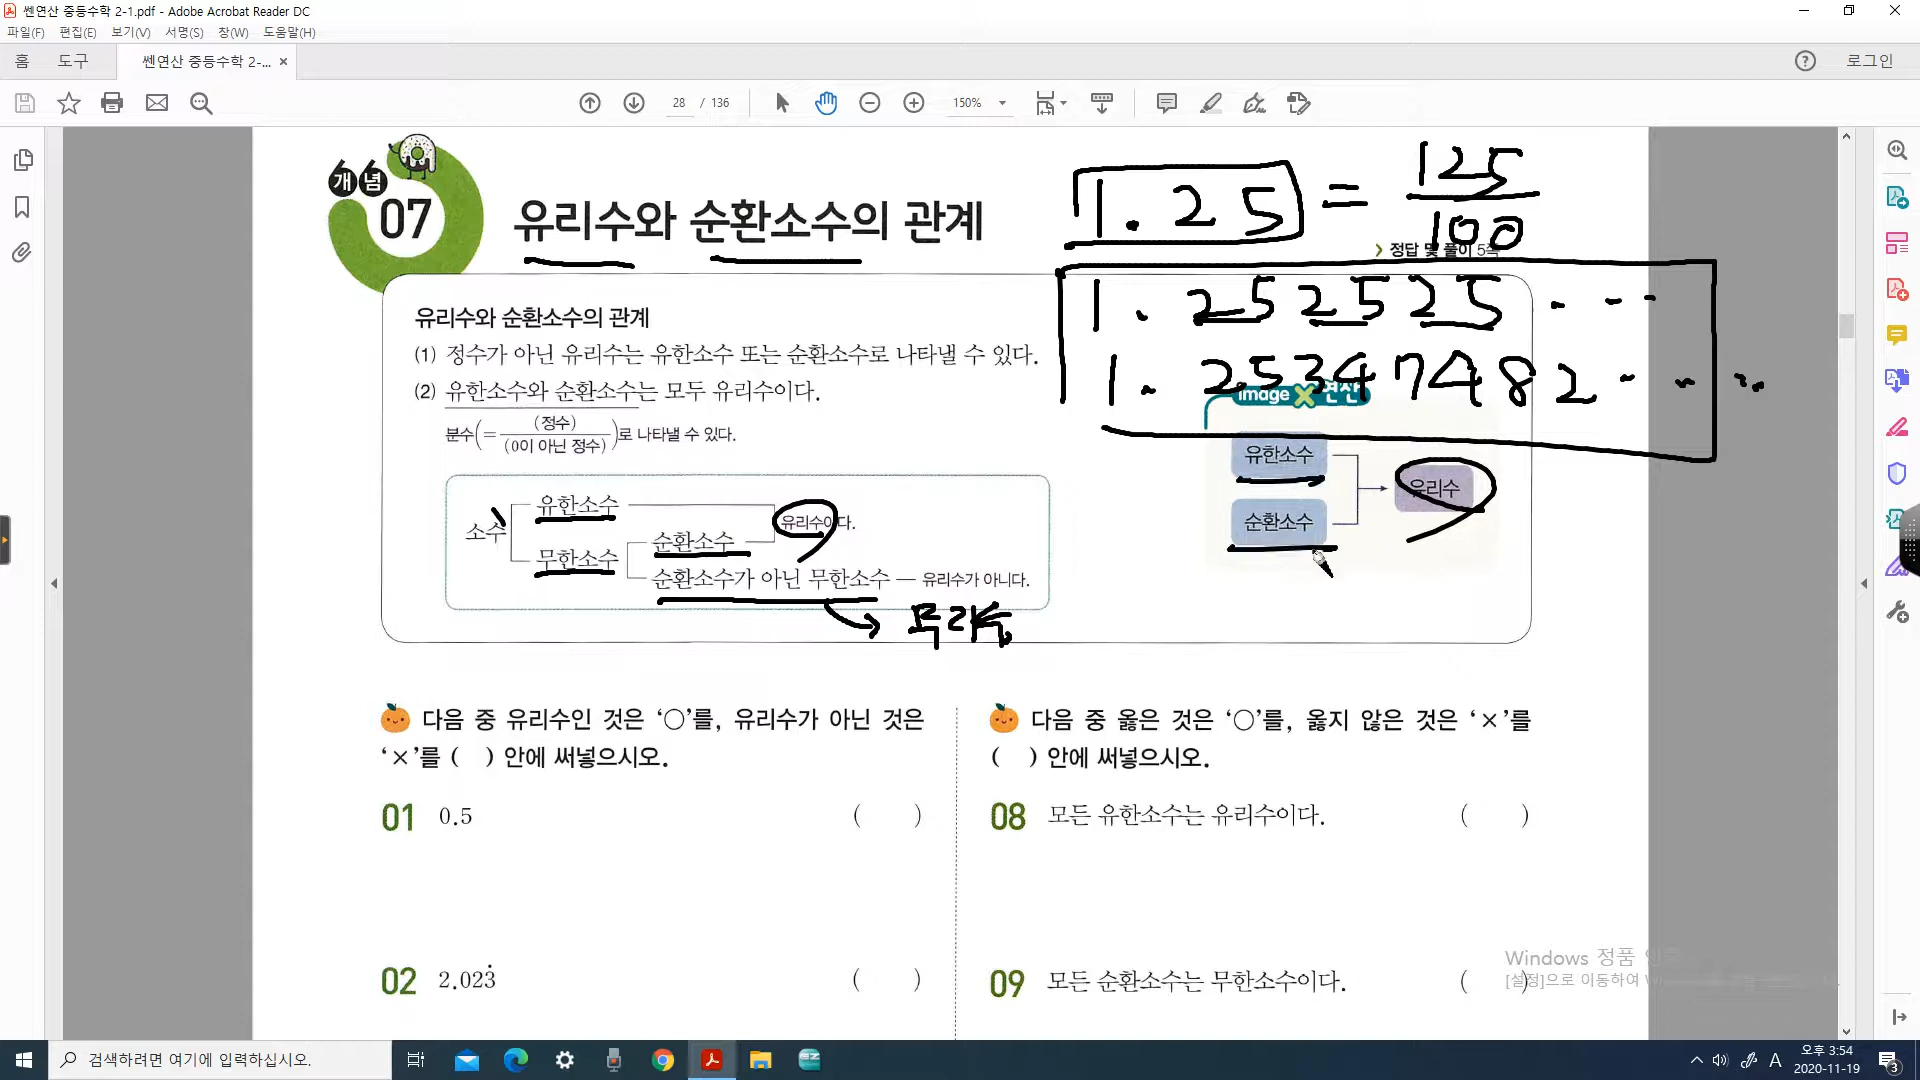 쎈연산 중등수학 2-1.pdf - Adobe Acrobat Reader DC
파일(F) 편집(E) 보기(V) 서명(S) 창(W) 도움말(H)
홈 도구 쎈연산 중등수학 2-... × 로그인
28 / 136 150%
개념 07 유리수와 순환소수의 관계
1.25 = 125/100
정답 및 풀이 5쪽
1.252525...
1.25347482...
유리수와 순환소수의 관계
(1) 정수가 아닌 유리수는 유한소수 또는 순환소수로 나타낼 수 있다.
(2) 유한소수와 순환소수는 모두 유리수이다.
분수(= (정수)/(0이 아닌 정수))로 나타낼 수 있다.
image X 연산
유한소수
순환소수
유리수
소수
유한소수
유리수이다.
무한소수
순환소수
순환소수가 아닌 무한소수 — 유리수가 아니다.
다음 중 유리수인 것은 ‘○’를, 유리수가 아닌 것은
‘×’를 ( ) 안에 써넣으시오.
01 0.5 ( )
02 2.023̇ ( )
다음 중 옳은 것은 ‘○’를, 옳지 않은 것은 ‘×’를
( ) 안에 써넣으시오.
08 모든 유한소수는 유리수이다. ( )
09 모든 순환소수는 무한소수이다. ( )
Windows 정품 인
[설정]으로 이동하여
검색하려면 여기에 입력하십시오.
A
오후 3:54
2020-11-19
3